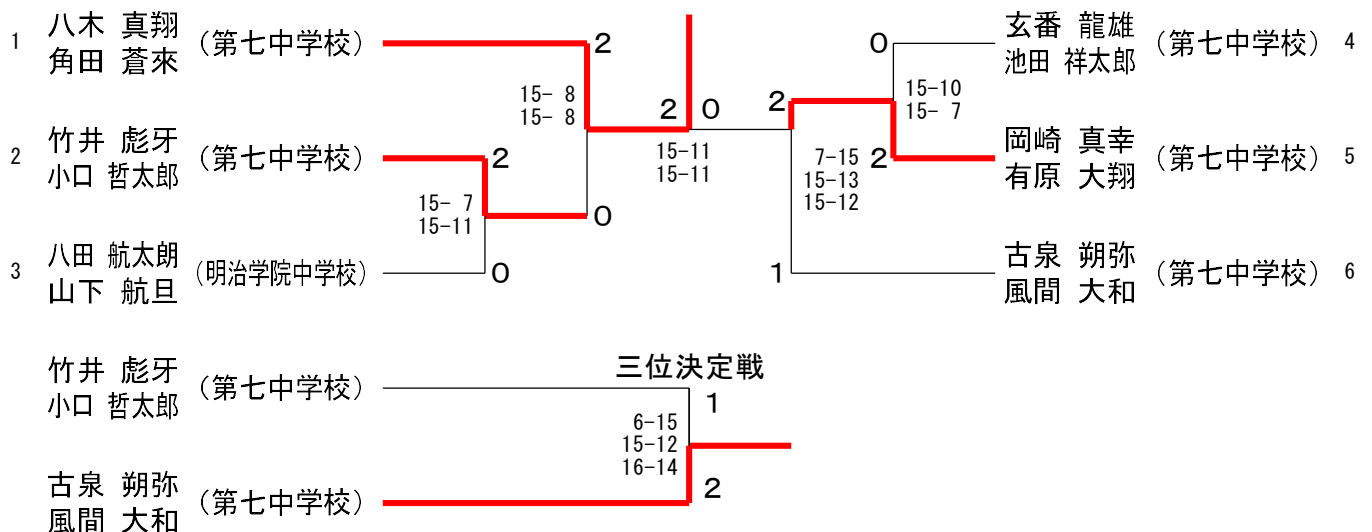 1 八木 真翔 (第七中学校)
角田 蒼來
2 竹井 彪牙 (第七中学校)
小口 哲太郎
3 八田 航太朗 (明治学院中学校)
山下 航旦
2
15- 8
15- 8
2
15- 7
15-11
0
0
2 0
15-11
15-11
玄番 龍雄 (第七中学校) 4
池田 祥太郎
岡崎 真幸 (第七中学校) 5
有原 大翔
古泉 朔弥 (第七中学校) 6
風間 大和
0
15-10
15- 7
2
2
7-15
15-13
15-12
1
三位決定戦
竹井 彪牙 (第七中学校)
小口 哲太郎
古泉 朔弥 (第七中学校)
風間 大和
1
6-15
15-12
16-14
2